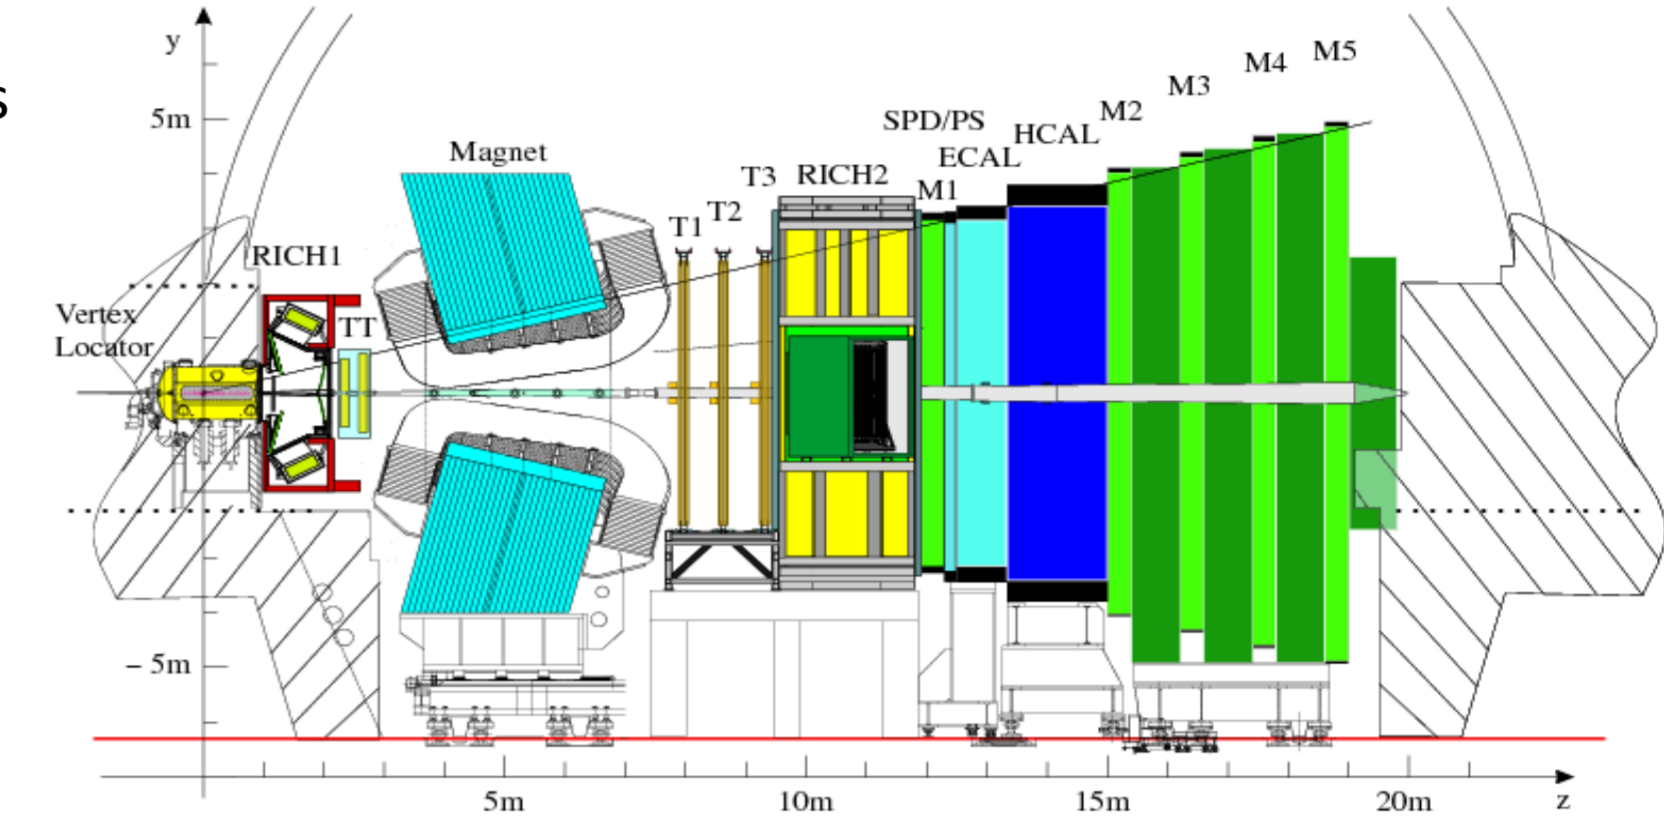 s
y
5m
Magnet
Vertex
Locator
RICH1
TT
T1
T2
T3
RICH2
M1
SPD/PS
ECAL
HCAL
M2
M3
M4
M5
– 5m
5m
10m
15m
20m
z